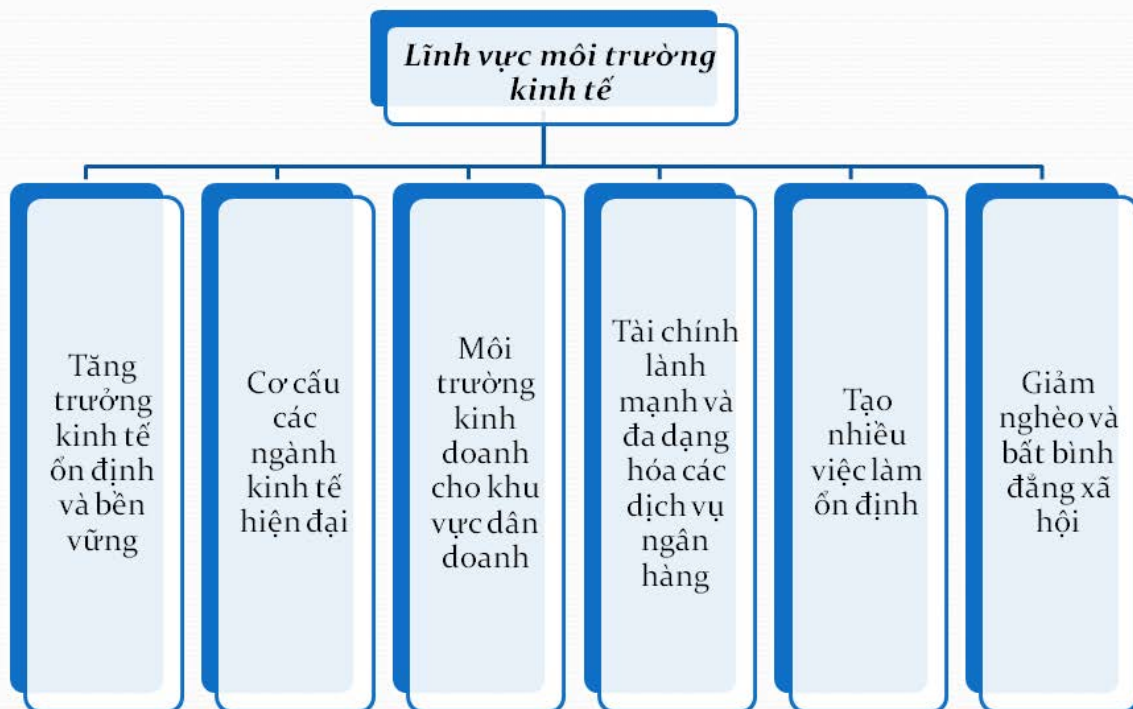 Lĩnh vực môi trường
kinh tế
Tăng
trưởng
kinh tế
ổn định
và bền
vững
Cơ cấu
các
ngành
kinh tế
hiện đại
Môi
trường
kinh
doanh
cho khu
vực dân
doanh
Tài chính
lành
mạnh và
đa dạng
hóa các
dịch vụ
ngân
hàng
Tạo
nhiều
việc làm
ổn định
Giảm
nghèo và
bất bình
đẳng xã
hội